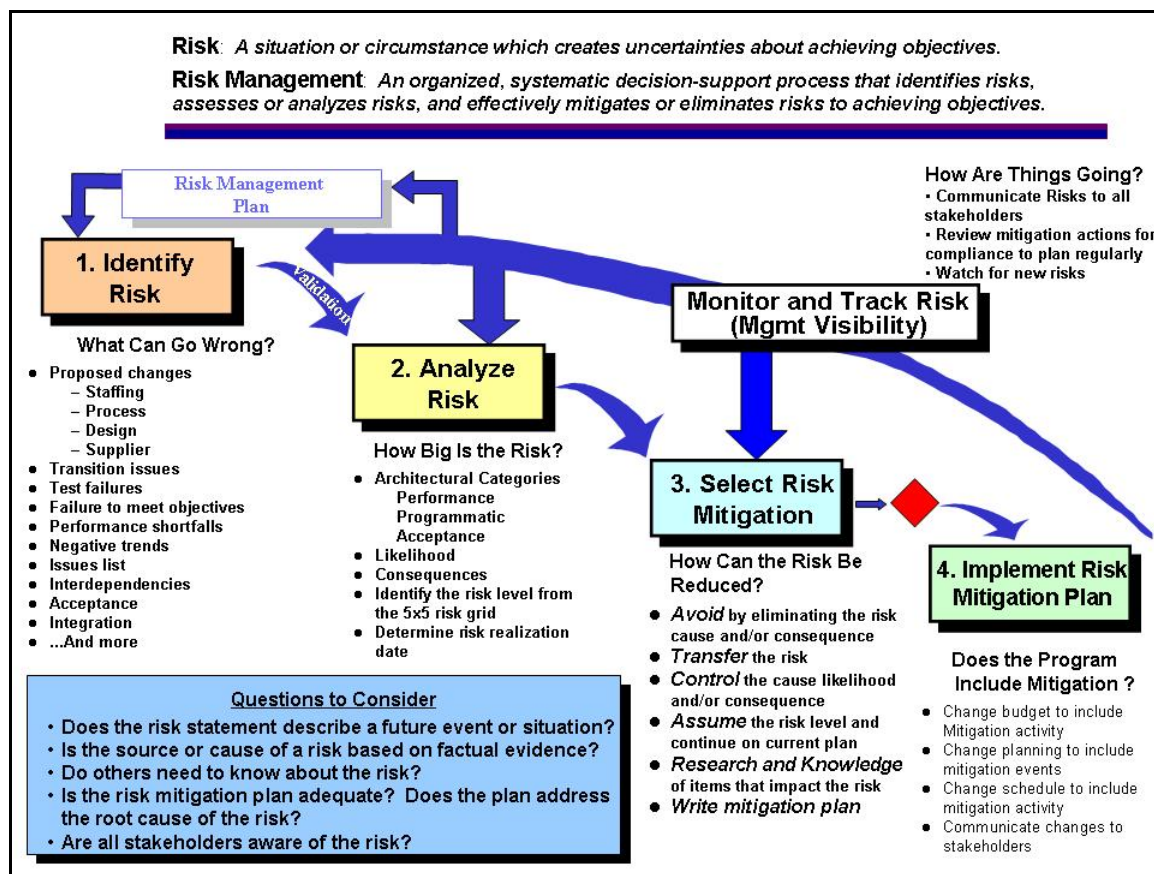 Risk: A situation or circumstance which creates uncertainties about achieving objectives.
Risk Management: An organized, systematic decision-support process that identifies risks,
assesses or analyzes risks, and effectively mitigates or eliminates risks to achieving objectives.
Risk Management
Plan
How Are Things Going?
• Communicate Risks to all
stakeholders
• Review mitigation actions for
compliance to plan regularly
• Watch for new risks
1. Identify
Risk
validation
Monitor and Track Risk
(Mgmt Visibility)
What Can Go Wrong?
● Proposed changes
– Staffing
– Process
– Design
– Supplier
● Transition issues
● Test failures
● Failure to meet objectives
● Performance shortfalls
● Negative trends
● Issues list
● Interdependencies
● Acceptance
● Integration
● ...And more
2. Analyze
Risk
How Big Is the Risk?
● Architectural Categories
Performance
Programmatic
Acceptance
● Likelihood
● Consequences
● Identify the risk level from
the 5x5 risk grid
● Determine risk realization
date
3. Select Risk
Mitigation
How Can the Risk Be
Reduced?
● Avoid by eliminating the risk
cause and/or consequence
● Transfer the risk
● Control the cause likelihood
and/or consequence
● Assume the risk level and
continue on current plan
● Research and Knowledge
of items that impact the risk
● Write mitigation plan
4. Implement Risk
Mitigation Plan
Does the Program
Include Mitigation ?
● Change budget to include
Mitigation activity
● Change planning to include
mitigation events
● Change schedule to include
mitigation activity
● Communicate changes to
stakeholders
Questions to Consider
• Does the risk statement describe a future event or situation?
• Is the source or cause of a risk based on factual evidence?
• Do others need to know about the risk?
• Is the risk mitigation plan adequate? Does the plan address
the root cause of the risk?
• Are all stakeholders aware of the risk?